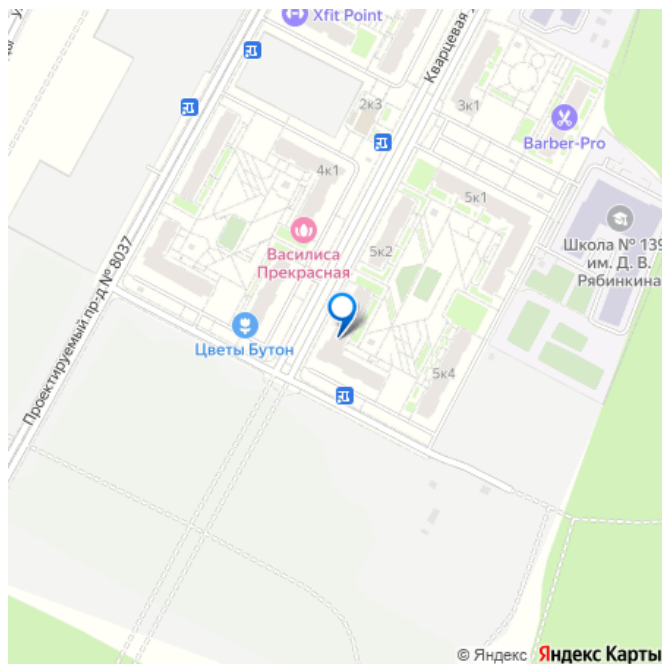 Xfit Point
Кварцевая
2к3
3к1
Barber-Pro
4к1
5к1
Школа № 139
им. Д. В.
Рябинкина
Василиса
Прекрасная
5к2
Проектируемый пр-д № 8037
Цветы Бутон
5к4
© Яндекс Яндекс Карты